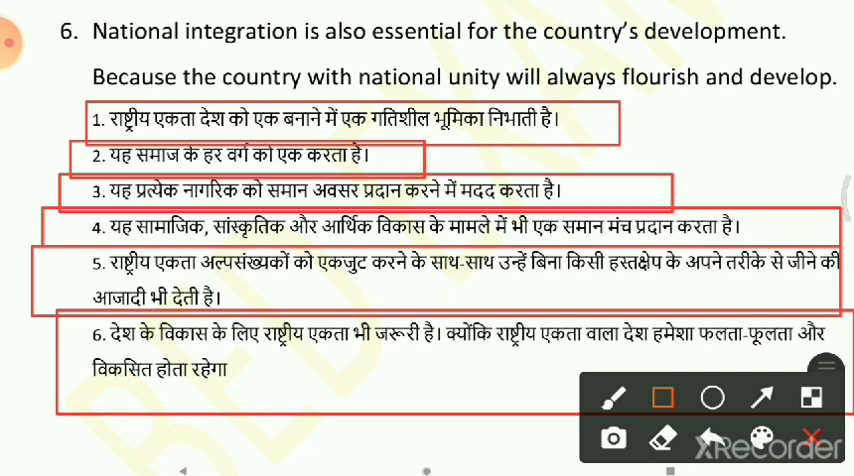 6. National integration is also essential for the country's development.
Because the country with national unity will always flourish and develop.
1. राष्ट्रीय एकता देश को एक बनाने में एक गतिशील भूमिका निभाती है।
2. यह समाज के हर वर्ग को एक करता है।
3. यह प्रत्येक नागरिक को समान अवसर प्रदान करने में मदद करता है।
4. यह सामाजिक, सांस्कृतिक और आर्थिक विकास के मामले में भी एक समान मंच प्रदान करता है।
5. राष्ट्रीय एकता अल्पसंख्यकों को एकजुट करने के साथ-साथ उन्हें बिना किसी हस्तक्षेप के अपने तरीके से जीने की
आजादी भी देती है।
6. देश के विकास के लिए राष्ट्रीय एकता भी जरूरी है। क्योंकि राष्ट्रीय एकता वाला देश हमेशा फलता-फूलता और
विकसित होता रहेगा
XRecorder